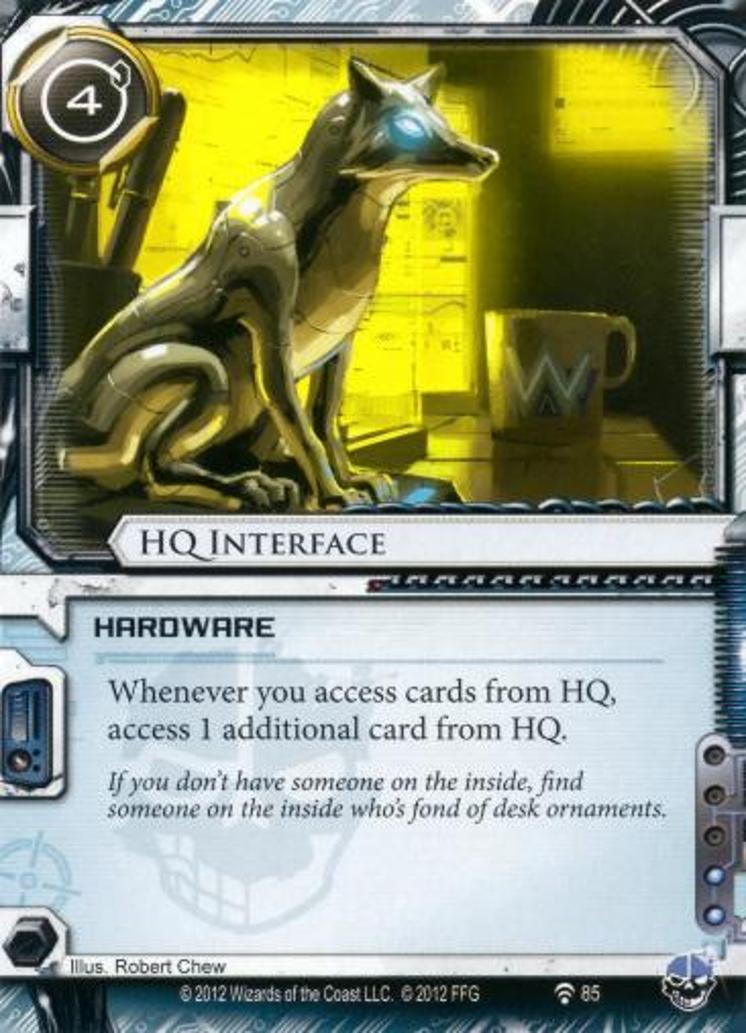 4
W
HQ INTERFACE
HARDWARE
Whenever you access cards from HQ,
access 1 additional card from HQ.
If you don't have someone on the inside, find
someone on the inside who's fond of desk ornaments.
Illus. Robert Chew
© 2012 Wizards of the Coast LLC. © 2012 FFG
85